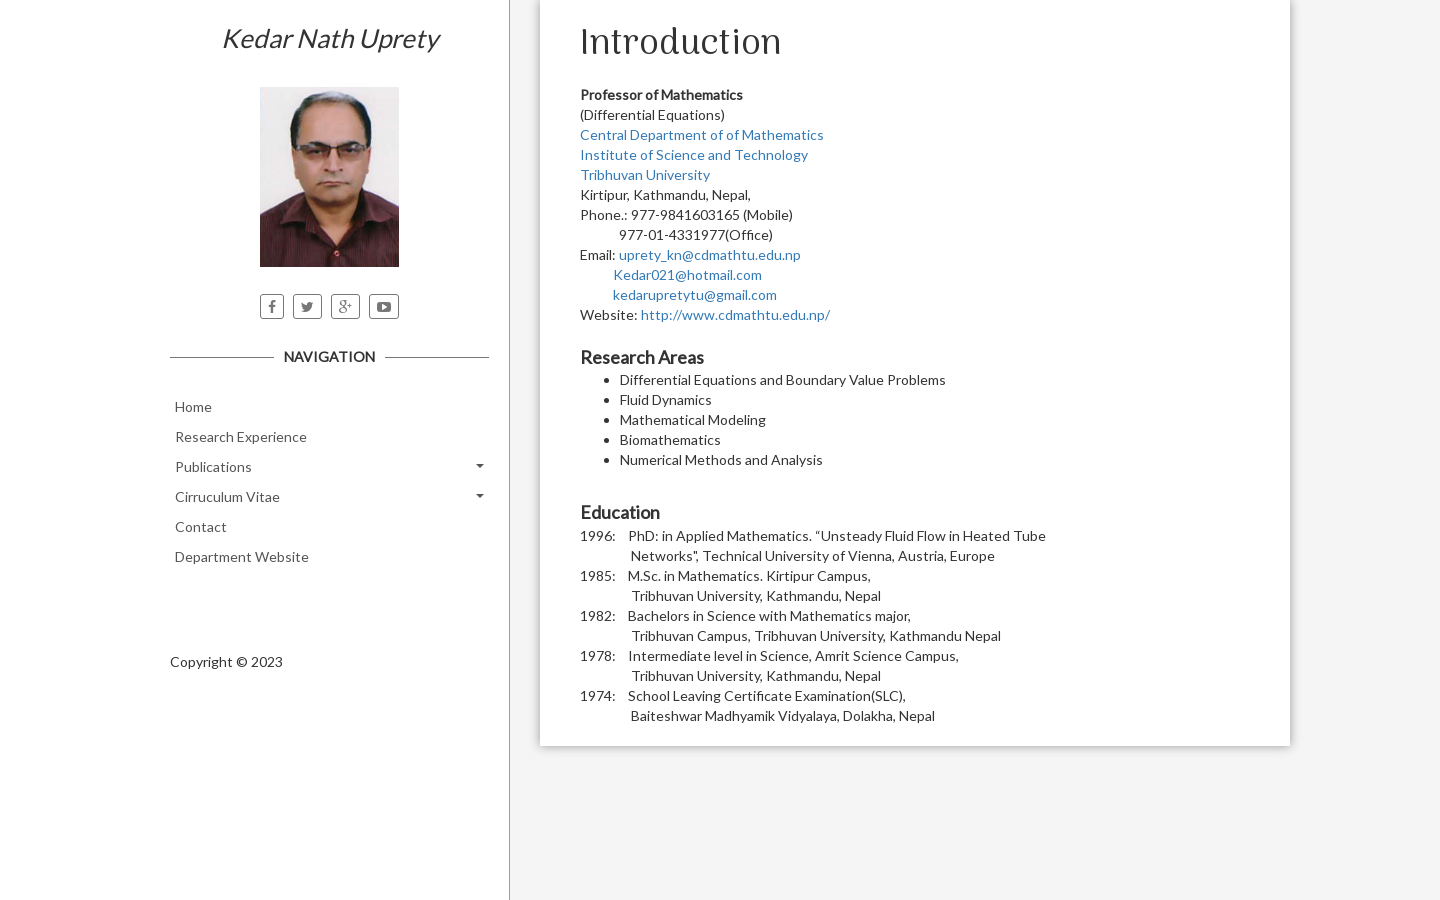 Kedar Nath Uprety
NAVIGATION
Home
Research Experience
Publications
Cirruculum Vitae
Contact
Department Website
Copyright © 2023
Introduction
Professor of Mathematics
(Differential Equations)
Central Department of of Mathematics
Institute of Science and Technology
Tribhuvan University
Kirtipur, Kathmandu, Nepal,
Phone.: 977-9841603165 (Mobile)
977-01-4331977(Office)
Email: uprety_kn@cdmathtu.edu.np
Kedar021@hotmail.com
kedarupretytu@gmail.com
Website: http://www.cdmathtu.edu.np/
Research Areas
Differential Equations and Boundary Value Problems
Fluid Dynamics
Mathematical Modeling
Biomathematics
Numerical Methods and Analysis
Education
1996: PhD: in Applied Mathematics. “Unsteady Fluid Flow in Heated Tube
Networks", Technical University of Vienna, Austria, Europe
1985: M.Sc. in Mathematics. Kirtipur Campus,
Tribhuvan University, Kathmandu, Nepal
1982: Bachelors in Science with Mathematics major,
Tribhuvan Campus, Tribhuvan University, Kathmandu Nepal
1978: Intermediate level in Science, Amrit Science Campus,
Tribhuvan University, Kathmandu, Nepal
1974: School Leaving Certificate Examination(SLC),
Baiteshwar Madhyamik Vidyalaya, Dolakha, Nepal